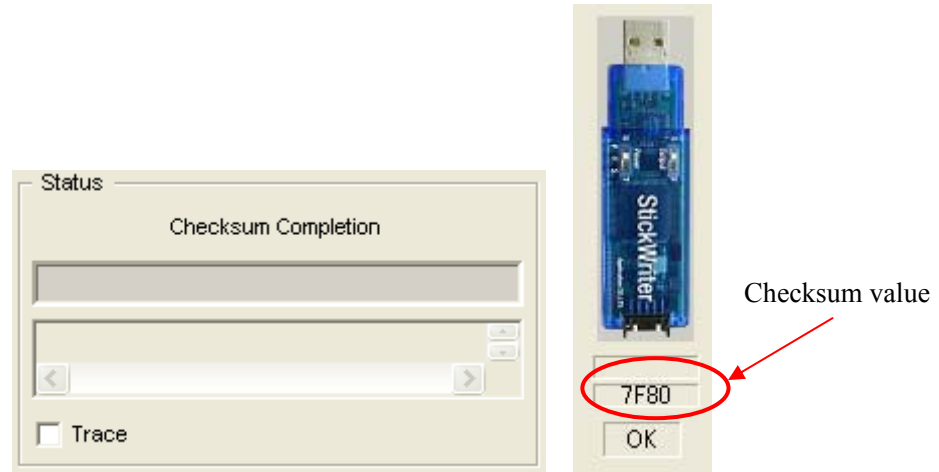 Status
Checksum Completion
Trace
StickWriter
Checksum value
7F80
OK